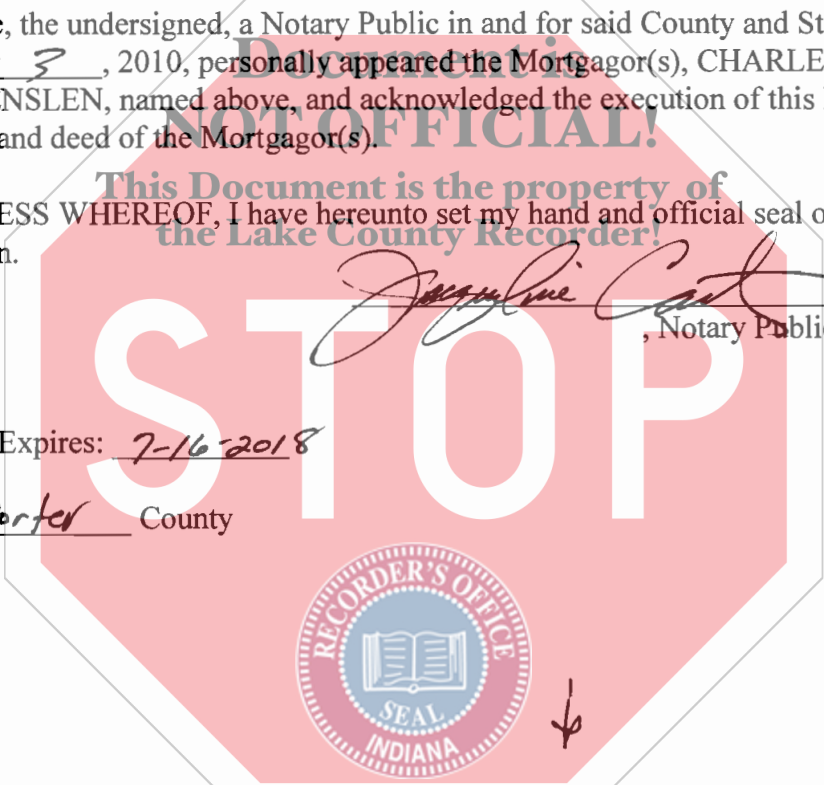 , the undersigned, a Notary Public in and for said County and St
Document is
3, 2010, personally appeared the Mortgagor(s), CHARLE
NSLEN, named above, and acknowledged the execution of this
NOT OFFICIAL!
and deed of the Mortgagor(s).
This Document is the property of
ESS WHEREOF, I have hereunto set my hand and official seal o
the Lake County Recorder!
n.
Jacqueline
, Notary Public
STOP
Expires: 7-16-2018
orter County
RECORDER'S OFFICE
SEAL
INDIANA